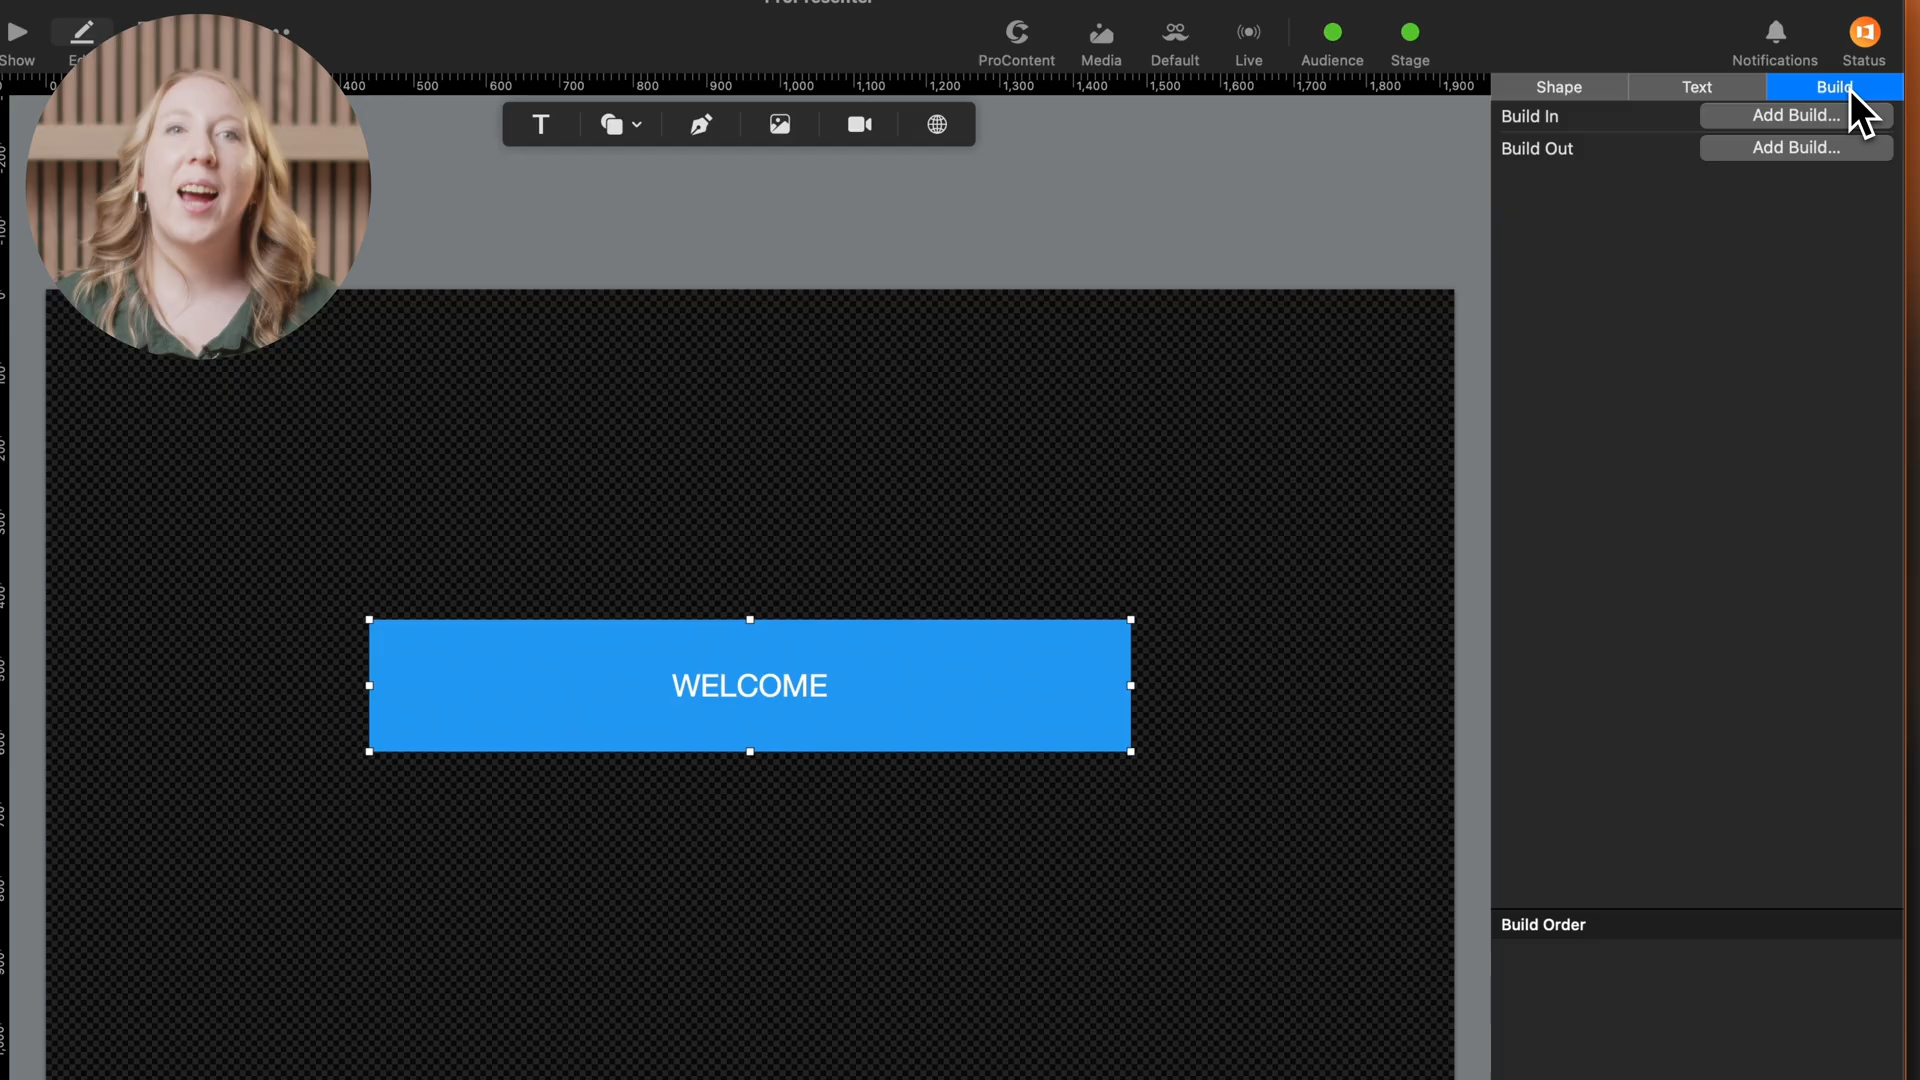 Show
ProContent
Media
Default
Live
Audience
Stage
Notifications
Status
400
500
600
700
800
900
1,000
1,100
1,200
1,300
1,400
1,500
1,600
1,700
1,800
1,900
Shape
Text
Build
Build In
Add Build...
Build Out
Add Build...
WELCOME
Build Order